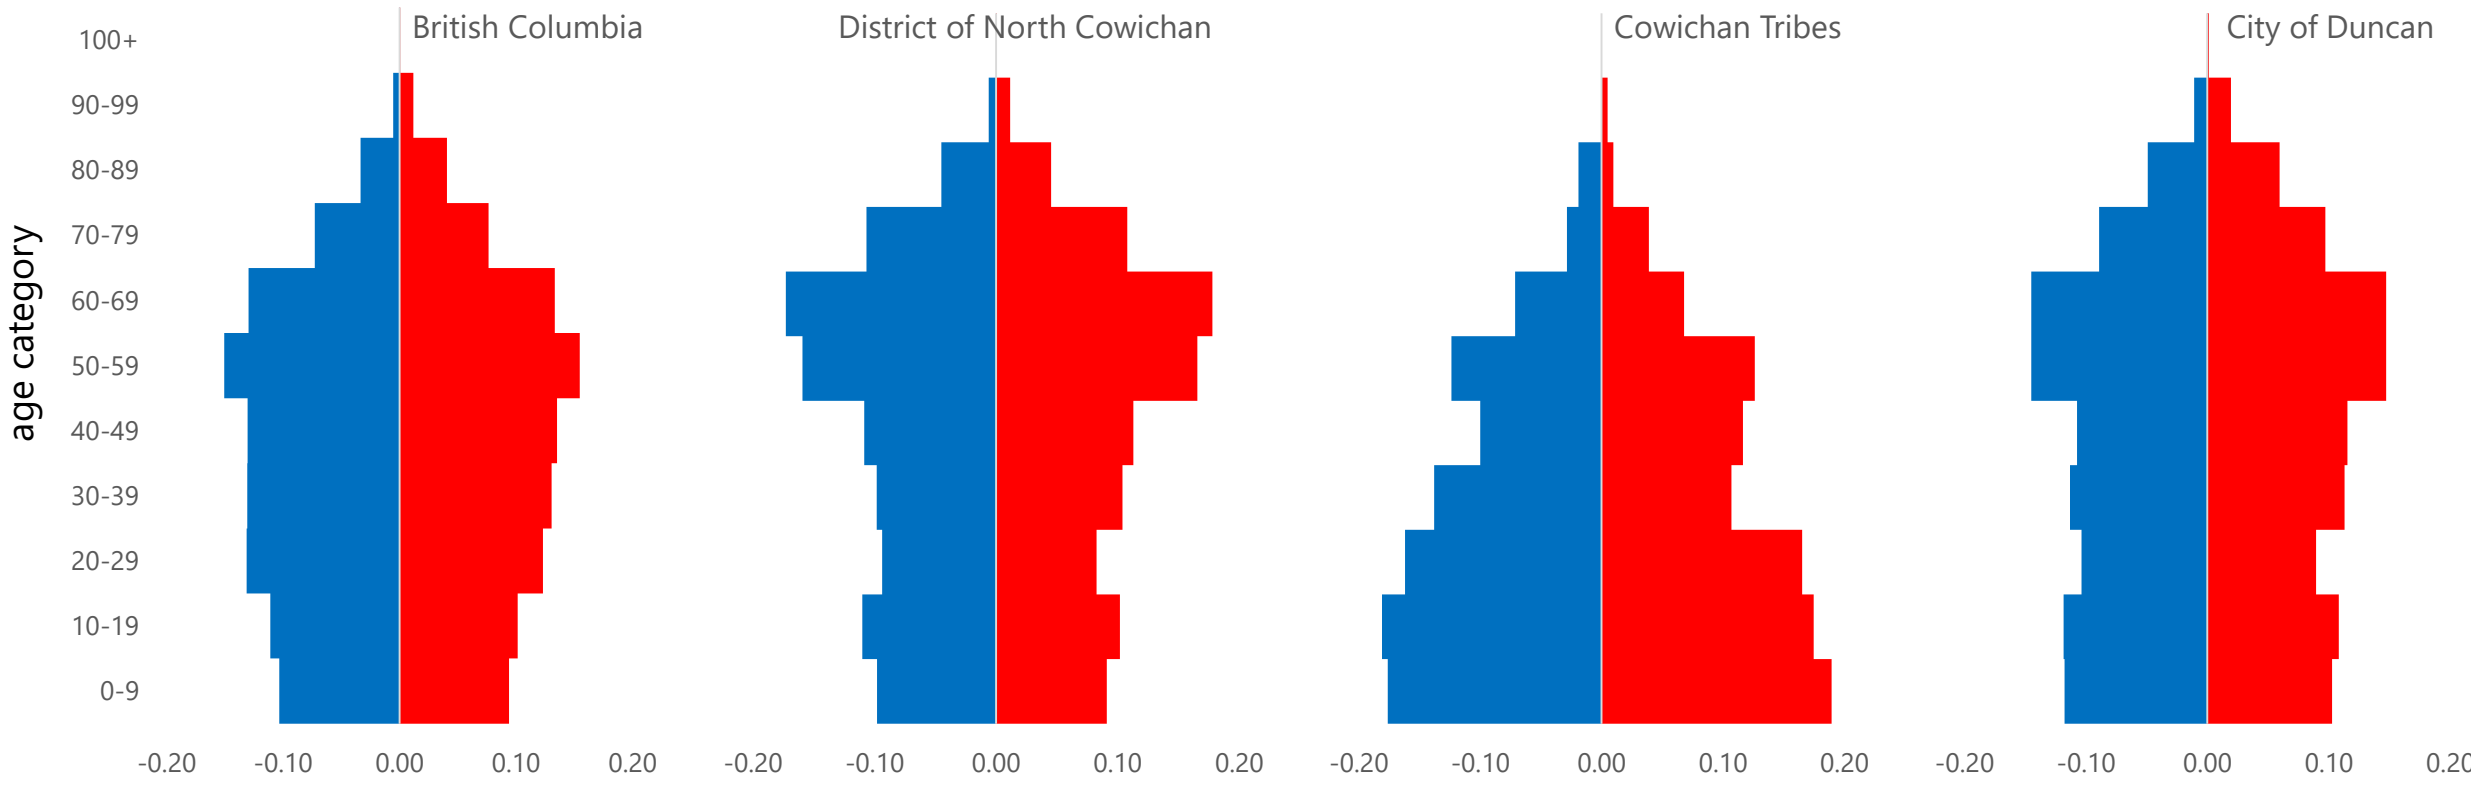 British Columbia
District of North Cowichan
Cowichan Tribes
City of Duncan
100+
90-99
80-89
70-79
60-69
50-59
40-49
30-39
20-29
10-19
0-9
age category
-0.20 -0.10 0.00 0.10 0.20
-0.20 -0.10 0.00 0.10 0.20
-0.20 -0.10 0.00 0.10 0.20
-0.20 -0.10 0.00 0.10 0.20